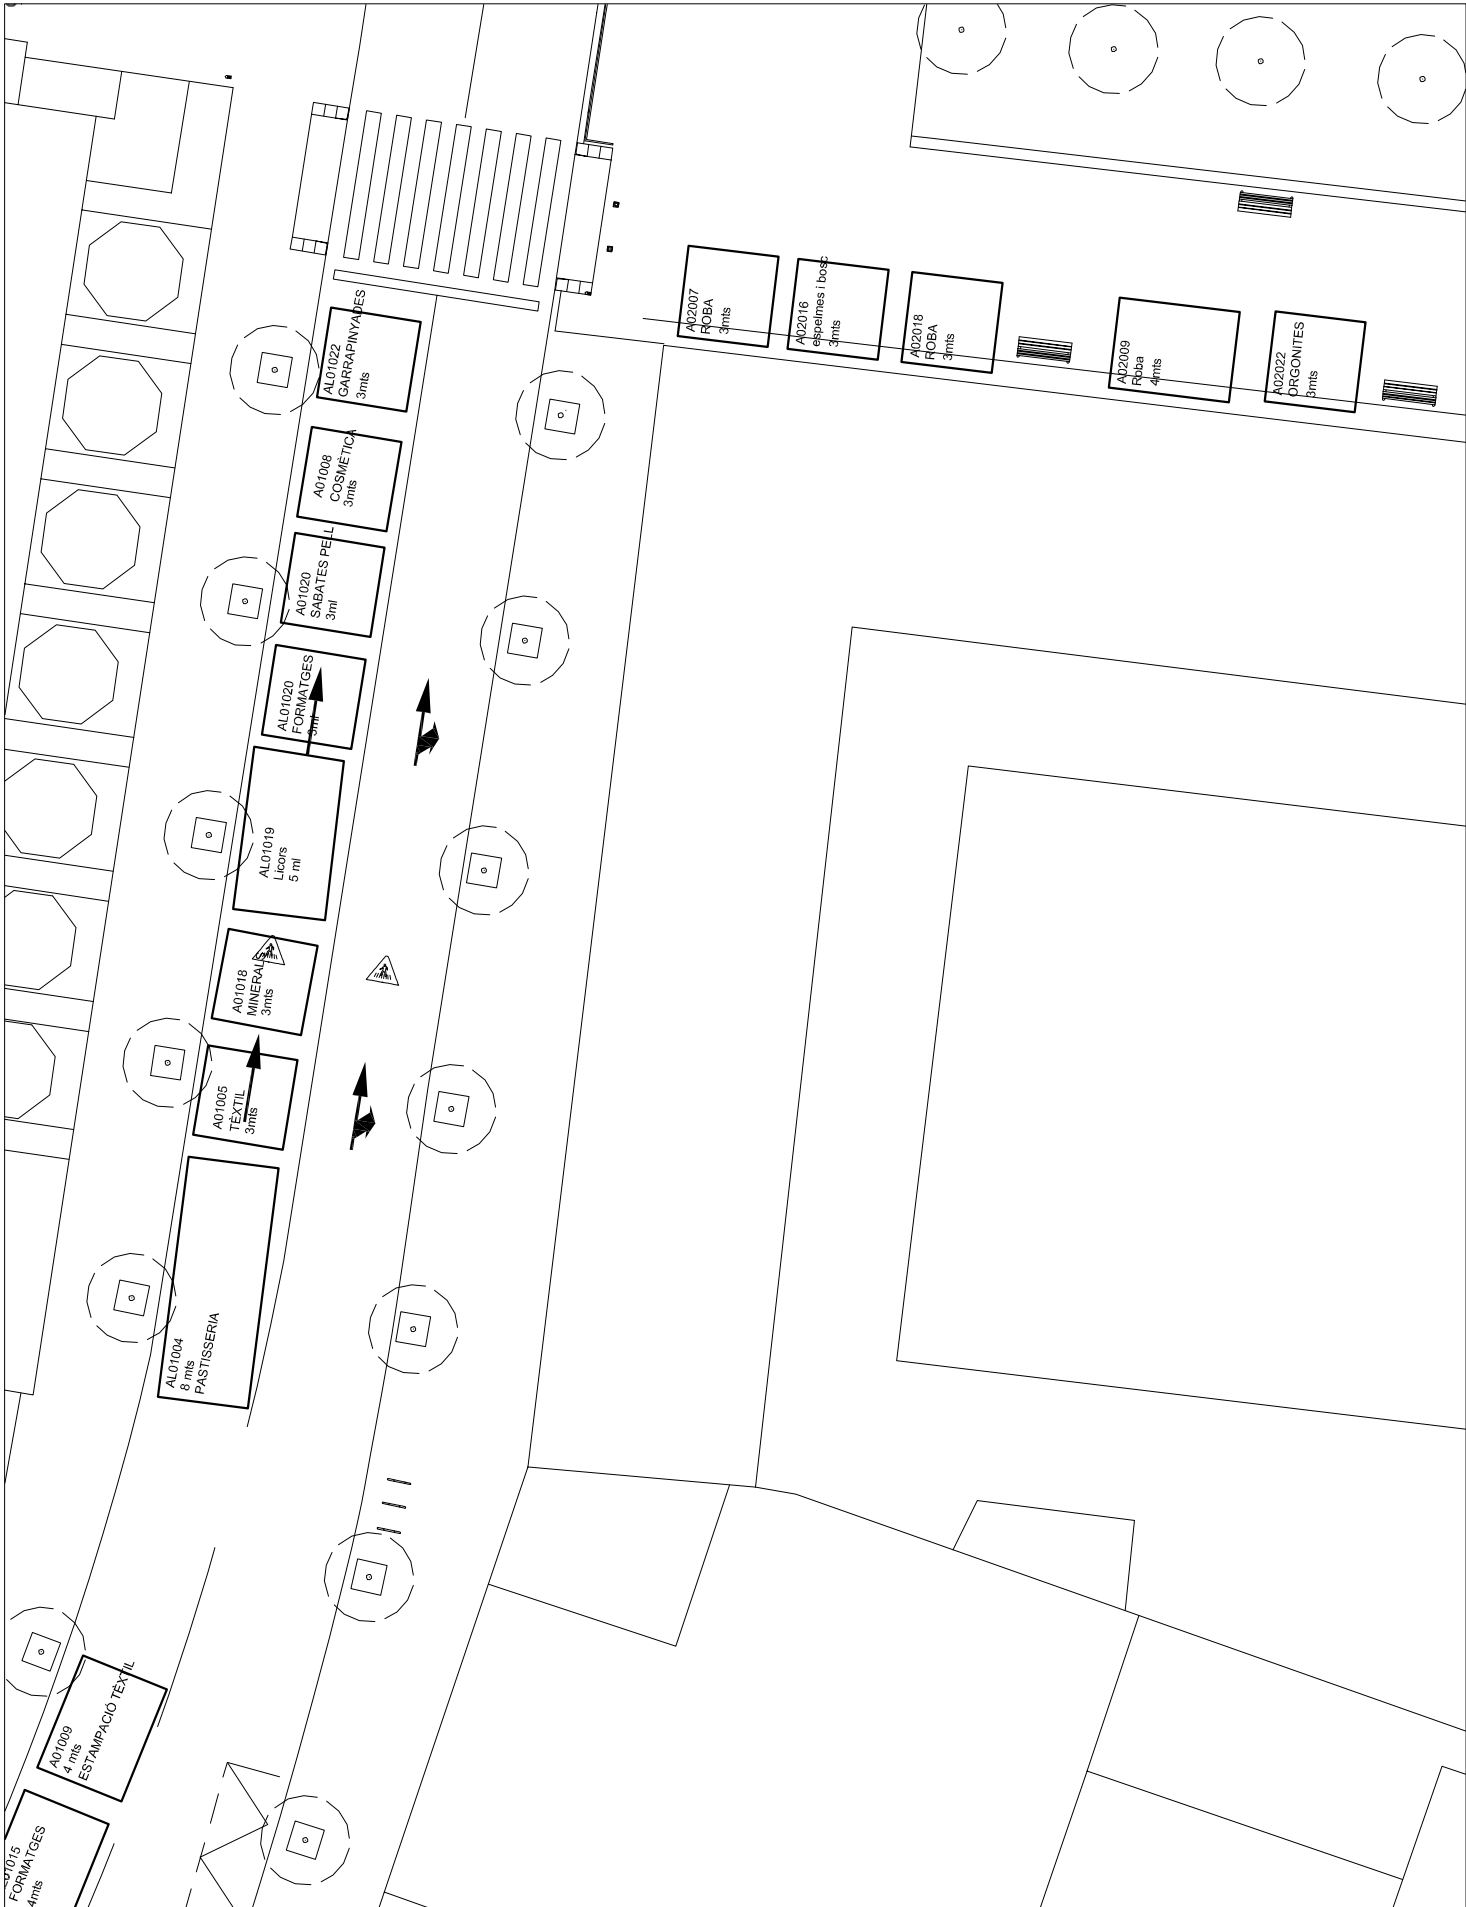 A02007
ROBA
3mts
A02016
espelmes i bosc
3mts
A02018
ROBA
3mts
A02009
Roba
4mts
A02022
ORGONITES
3mts
AL01022
GARRAPINYADES
3mts
A01008
COSMÈTICA
3mts
A01020
SABATES PELL
3ml
AL01020
FORMATGES
3ml
AL01019
Licors
5 ml
A01018
MINERALS
3mts
A01005
TÈXTIL
3mts
AL01004
8 mts
PASTISSERIA
A01009
4 mts
ESTAMPACIÓ TÈXTIL
01015
FORMATGES
4mts